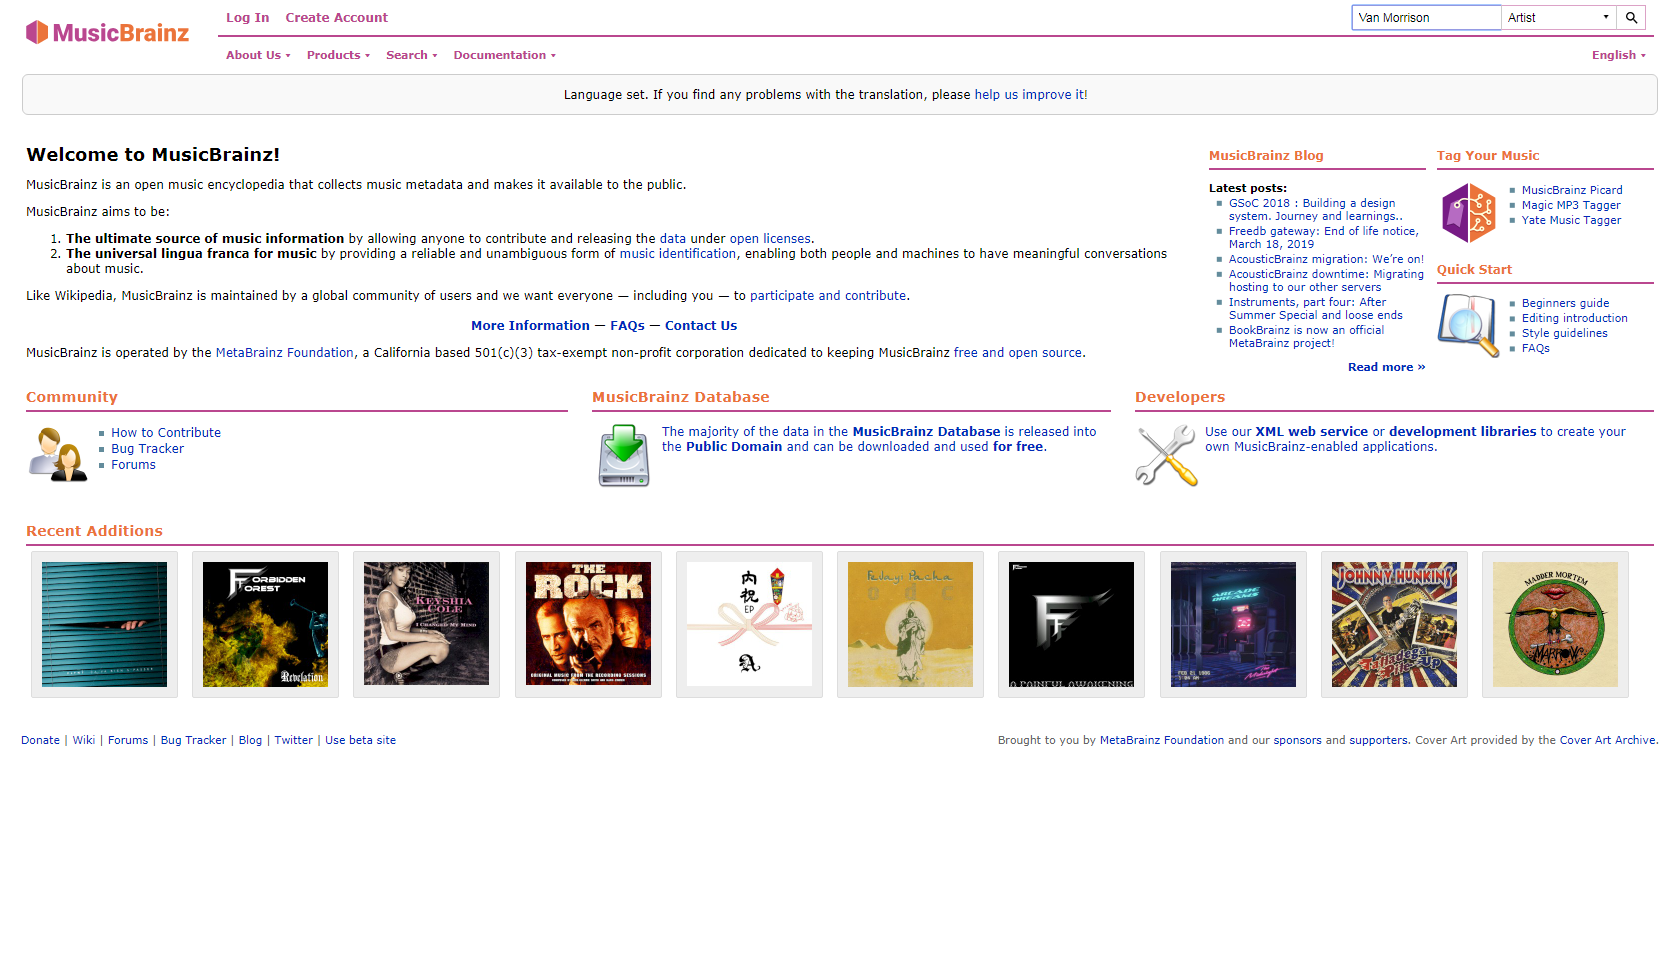 MusicBrainz
Log In Create Account
Van Morrison Artist
About Us Products Search Documentation English
Language set. If you find any problems with the translation, please help us improve it!
Welcome to MusicBrainz!
MusicBrainz is an open music encyclopedia that collects music metadata and makes it available to the public.
MusicBrainz aims to be:
1. The ultimate source of music information by allowing anyone to contribute and releasing the data under open licenses.
2. The universal lingua franca for music by providing a reliable and unambiguous form of music identification, enabling both people and machines to have meaningful conversations
about music.
Like Wikipedia, MusicBrainz is maintained by a global community of users and we want everyone — including you — to participate and contribute.
More Information — FAQs — Contact Us
MusicBrainz is operated by the MetaBrainz Foundation, a California based 501(c)(3) tax-exempt non-profit corporation dedicated to keeping MusicBrainz free and open source.
MusicBrainz Blog
Latest posts:
GSoC 2018 : Building a design
system. Journey and learnings..
Freedb gateway: End of life notice,
March 18, 2019
AcousticBrainz migration: We're on!
AcousticBrainz downtime: Migrating
hosting to our other servers
Instruments, part four: After
Summer Special and loose ends
BookBrainz is now an official
MetaBrainz project!
Read more »
Tag Your Music
MusicBrainz Picard
Magic MP3 Tagger
Yate Music Tagger
Quick Start
Beginners guide
Editing introduction
Style guidelines
FAQs
Community
How to Contribute
Bug Tracker
Forums
MusicBrainz Database
The majority of the data in the MusicBrainz Database is released into
the Public Domain and can be downloaded and used for free.
Developers
Use our XML web service or development libraries to create your
own MusicBrainz-enabled applications.
Recent Additions
FORBIDDEN
FOREST
Revelation
KEYSHIA
COLE
I CHANGED MY MIND
THE
ROCK
ORIGINAL MUSIC FROM THE RECORDING SESSIONS
内祝
EP
A
A PAINFUL AWAKENING
ARCADE
DREAMS
JOHNNY HUNKINS
MADDER MORTEM
MARROW
Donate | Wiki | Forums | Bug Tracker | Blog | Twitter | Use beta site
Brought to you by MetaBrainz Foundation and our sponsors and supporters. Cover Art provided by the Cover Art Archive.